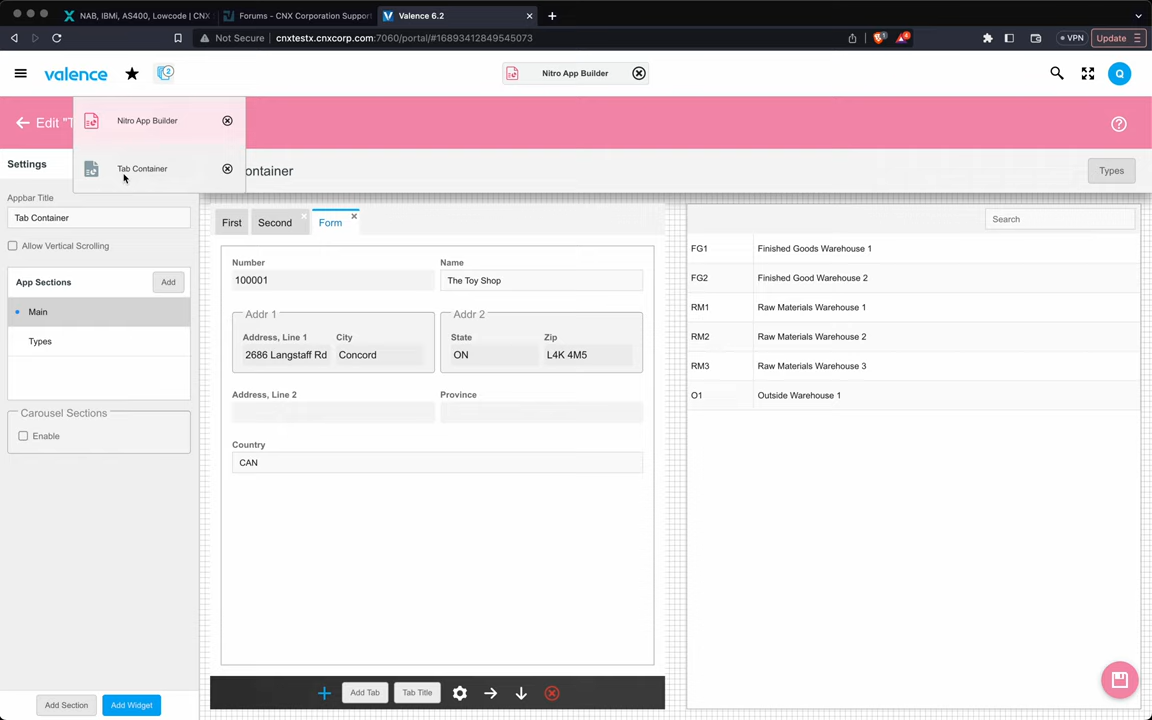 NAB, IBMi, AS400, Lowcode | CNX
Forums - CNX Corporation Support
Valence 6.2
Not Secure
cnxtestx.cnxcorp.com:7060/portal/#16893412849545073
1
4
VPN
Update
valence
2
Nitro App Builder
Q
Edit "T
Nitro App Builder
Tab Container
Settings
ontainer
Types
Appbar Title
Tab Container
Allow Vertical Scrolling
App Sections
Add
Main
Types
Carousel Sections
Enable
Add Section
Add Widget
First
Second
Form
Number
Name
100001
The Toy Shop
Addr 1
Addr 2
Address, Line 1
City
State
Zip
2686 Langstaff Rd
Concord
ON
L4K 4M5
Address, Line 2
Province
Country
CAN
Add Tab
Tab Title
Search
FG1
Finished Goods Warehouse 1
FG2
Finished Good Warehouse 2
RM1
Raw Materials Warehouse 1
RM2
Raw Materials Warehouse 2
RM3
Raw Materials Warehouse 3
O1
Outside Warehouse 1